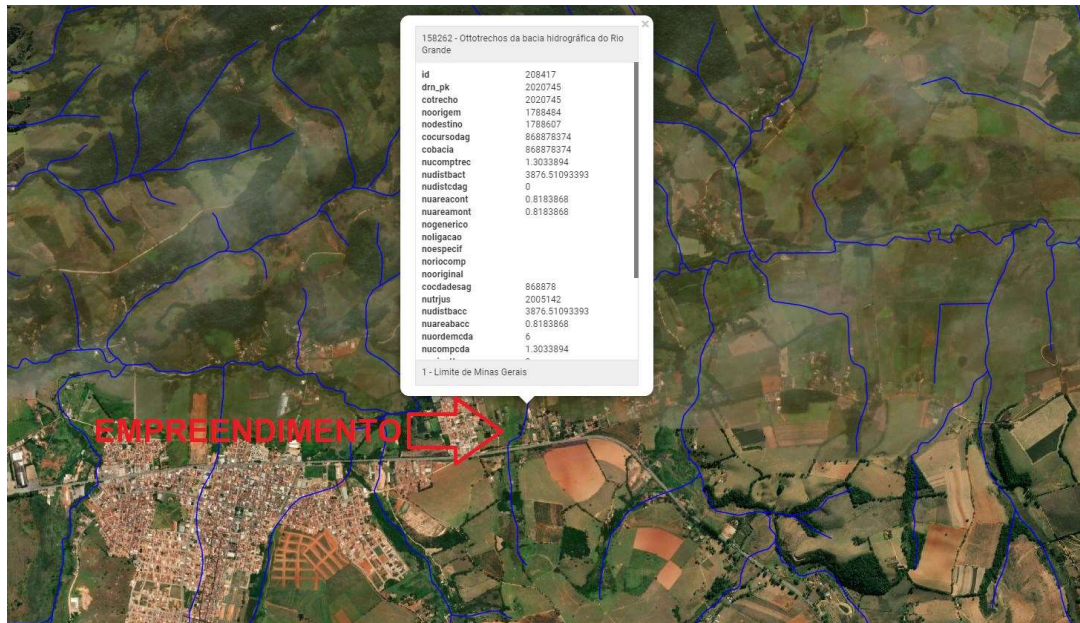 158262 - Ottotrechos da bacia hidrográfica do Rio
Grande
id 208417
drn_pk 2020745
cotrecho 2020745
noorigem 1788484
nodestino 1788607
cocursodag 868878374
cobacia 868878374
nucomptrec 1.3033894
nudistbact 3876.51093393
nudistcdag 0
nuareacont 0.8183868
nuareamont 0.8183868
nogenerico
noligacao
noespecif
noriocomp
nooriginal
cocdadesag 868878
nutrjus 2005142
nudistbacc 3876.51093393
nuareabacc 0.8183868
nuordemcda 6
nucompcda 1.3033894
1 - Limite de Minas Gerais
EMPREENDIMENTO